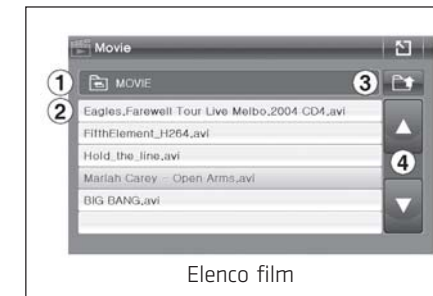 Movie
1 MOVIE 3
2 Eagles,Farewell Tour Live Melbo,2004 CD4,avi
FifthElement_H264,avi
Hold_the_line,avi
4
Mariah Carey - Open Arms,avi
BIG BANG,avi
Elenco film